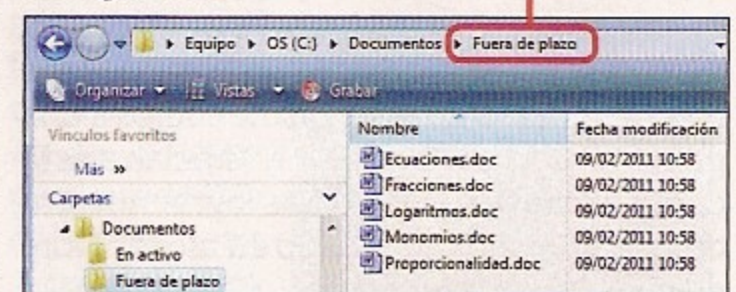 Equipo ▸ OS (C:) ▸ Documentos ▸ Fuera de plazo
Organizar Vistas Grabar
Vínculos favoritos
Más »
Carpetas
Documentos
En activo
Fuera de plazo
Nombre Fecha modificación
Ecuaciones.doc 09/02/2011 10:58
Fracciones.doc 09/02/2011 10:58
Logaritmos.doc 09/02/2011 10:58
Monomios.doc 09/02/2011 10:58
Proporcionalidad.doc 09/02/2011 10:58